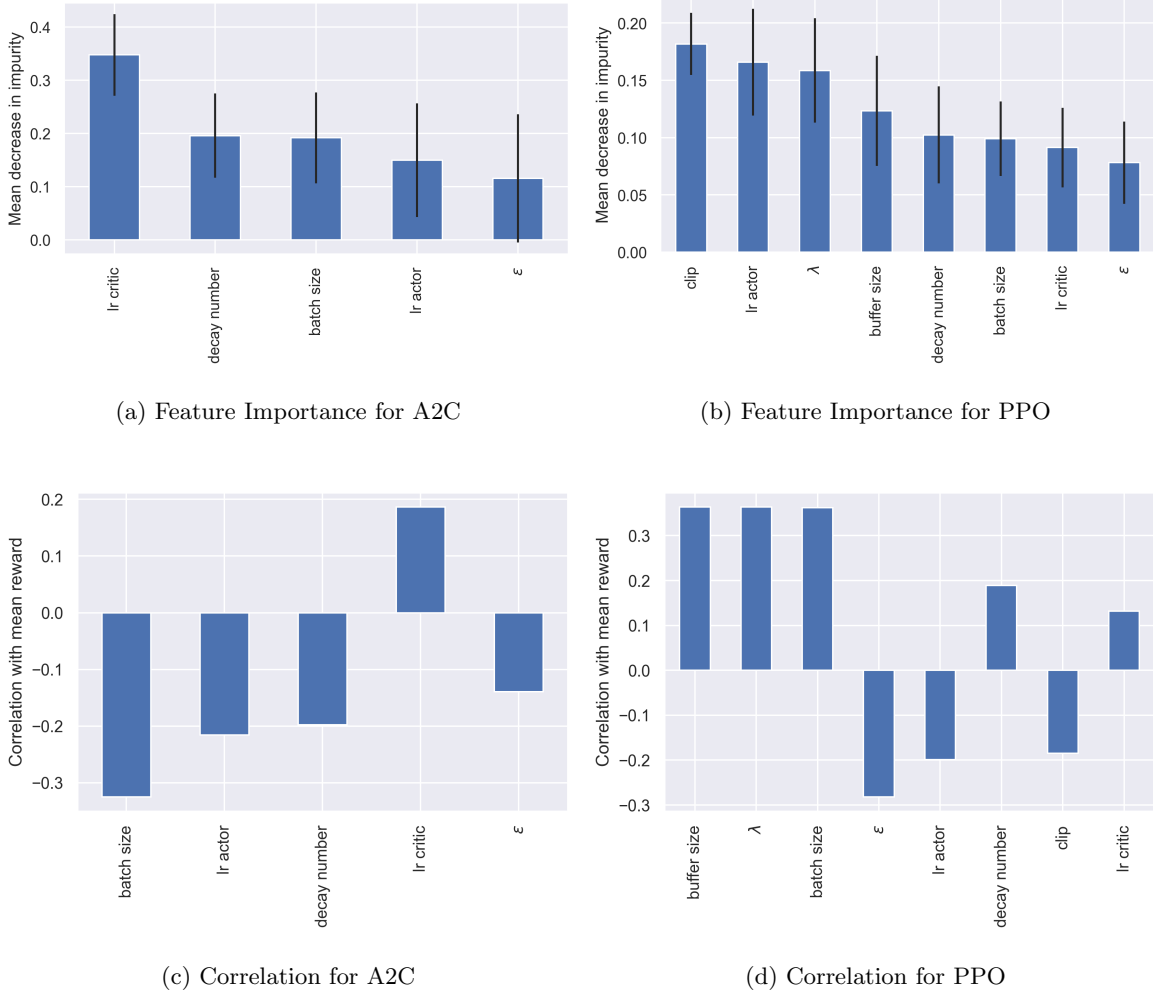 0.4
0.3
0.2
0.1
0.0
Mean decrease in impurity
lr critic
decay number
batch size
lr actor
ε
(a) Feature Importance for A2C
0.20
0.15
0.10
0.05
0.00
Mean decrease in impurity
clip
lr actor
λ
buffer size
decay number
batch size
lr critic
ε
(b) Feature Importance for PPO
0.2
0.1
0.0
−0.1
−0.2
−0.3
Correlation with mean reward
batch size
lr actor
decay number
lr critic
ε
(c) Correlation for A2C
0.3
0.2
0.1
0.0
−0.1
−0.2
−0.3
Correlation with mean reward
buffer size
λ
batch size
ε
lr actor
decay number
clip
lr critic
(d) Correlation for PPO